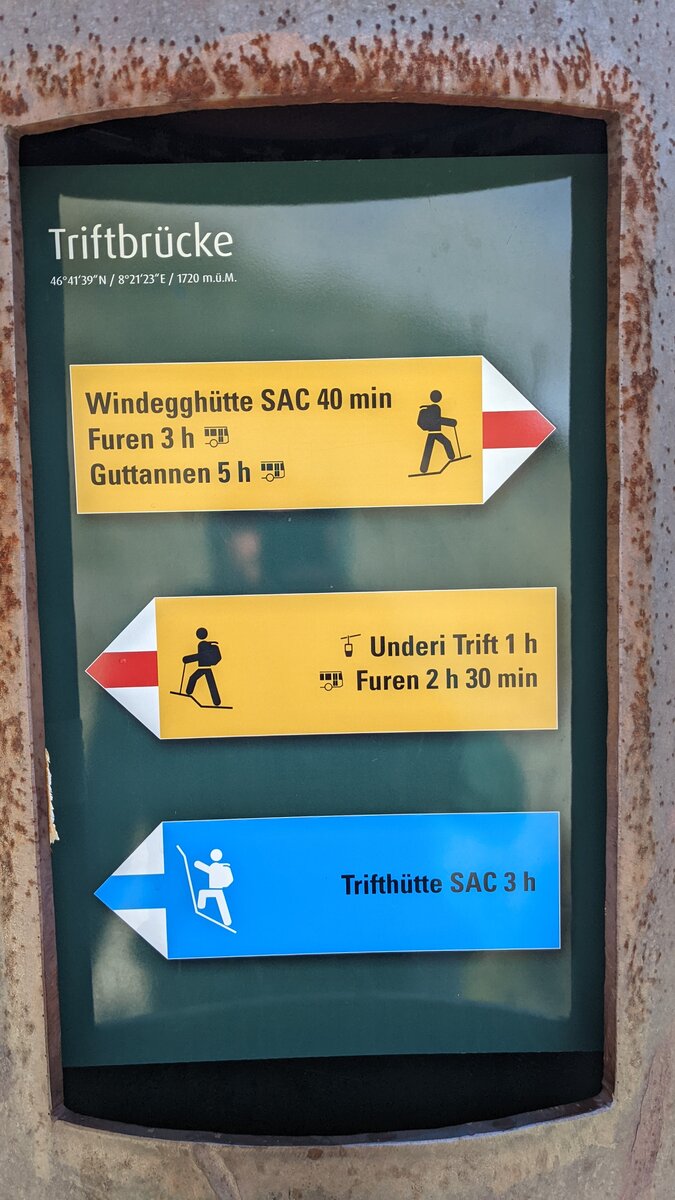 Triftbrücke
46°41'39"N / 8°21'23"E / 1720 m.ü.M.
Windegghütte SAC 40 min
Furen 3 h
Guttannen 5 h
Underi Trift 1 h
Furen 2 h 30 min
Trifthütte SAC 3 h